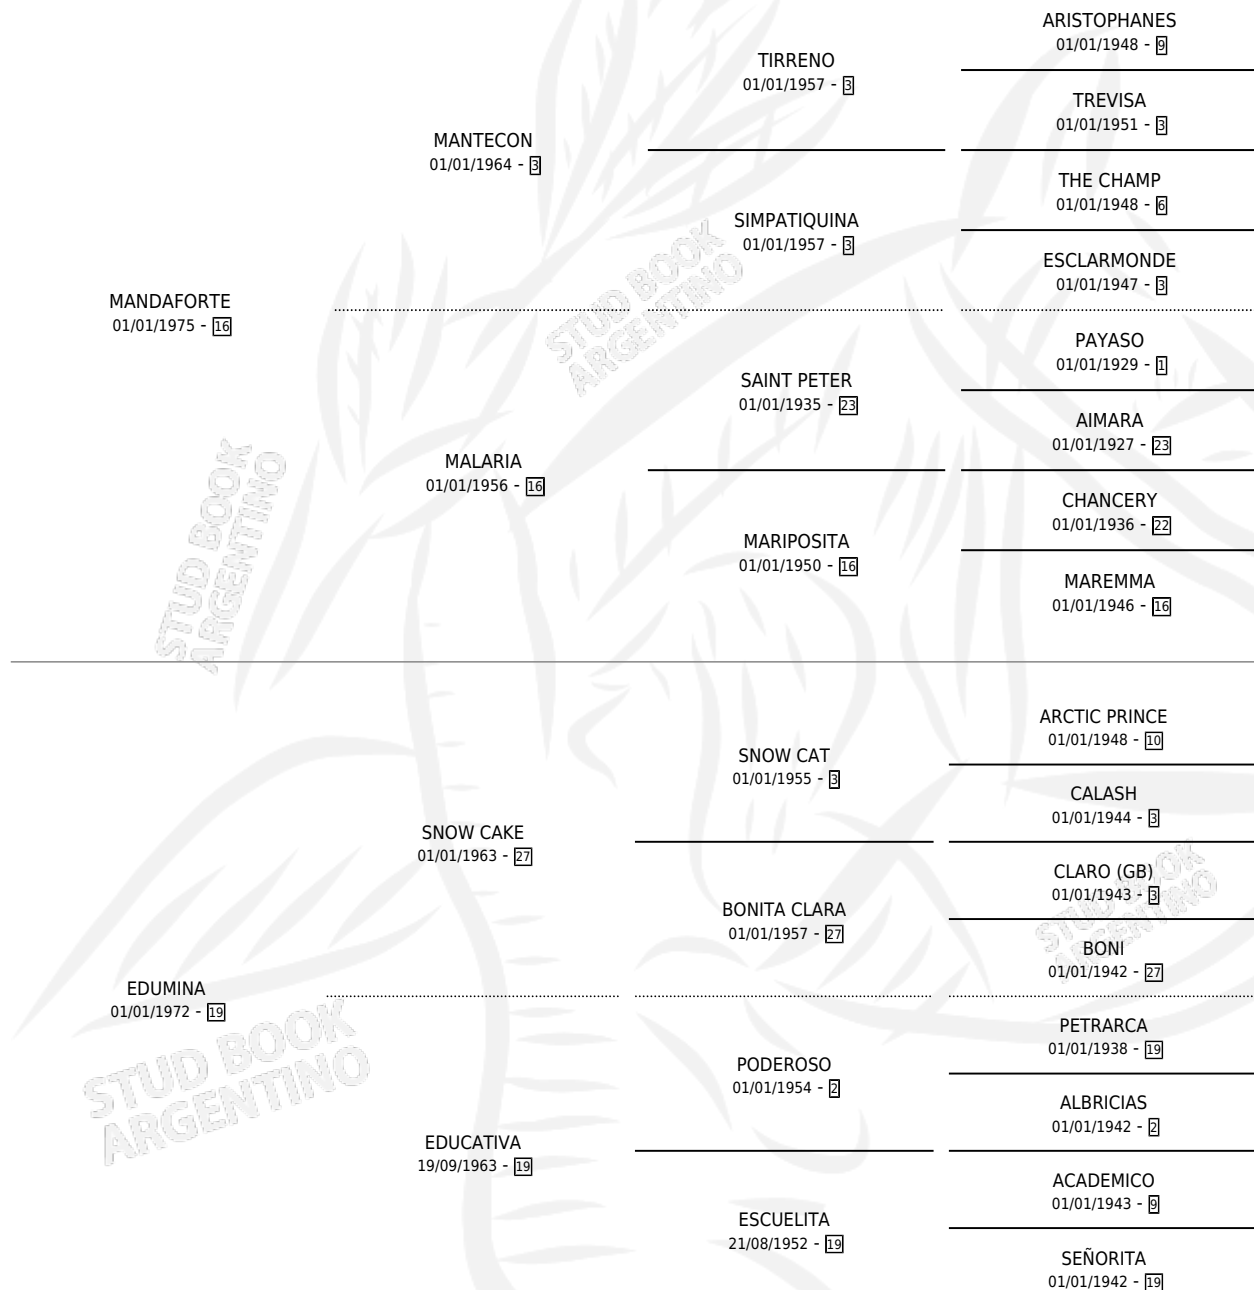 ARISTOPHANES
01/01/1948 - 9
TIRRENO
01/01/1957 - 3
TREVISA
01/01/1951 - 3
MANTECON
01/01/1964 - 3
THE CHAMP
01/01/1948 - 6
SIMPATIQUINA
01/01/1957 - 3
ESCLARMONDE
01/01/1947 - 3
MANDAFORTE
01/01/1975 - 16
PAYASO
01/01/1929 - 1
SAINT PETER
01/01/1935 - 23
AIMARA
01/01/1927 - 23
MALARIA
01/01/1956 - 16
CHANCERY
01/01/1936 - 22
MARIPOSITA
01/01/1950 - 16
MAREMMA
01/01/1946 - 16
ARCTIC PRINCE
01/01/1948 - 10
SNOW CAT
01/01/1955 - 3
CALASH
01/01/1944 - 3
SNOW CAKE
01/01/1963 - 27
CLARO (GB)
01/01/1943 - 3
BONITA CLARA
01/01/1957 - 27
BONI
01/01/1942 - 27
EDUMINA
01/01/1972 - 19
PETRARCA
01/01/1938 - 19
PODEROSO
01/01/1954 - 2
ALBRICIAS
01/01/1942 - 2
EDUCATIVA
19/09/1963 - 19
ACADEMICO
01/01/1943 - 9
ESCUELITA
21/08/1952 - 19
SEÑORITA
01/01/1942 - 19
STUD BOOK
ARGENTINO
STUD BOOK
ARGENTINO
STUD BOOK
ARGENTINO
STUD BOOK
ARGENTINO